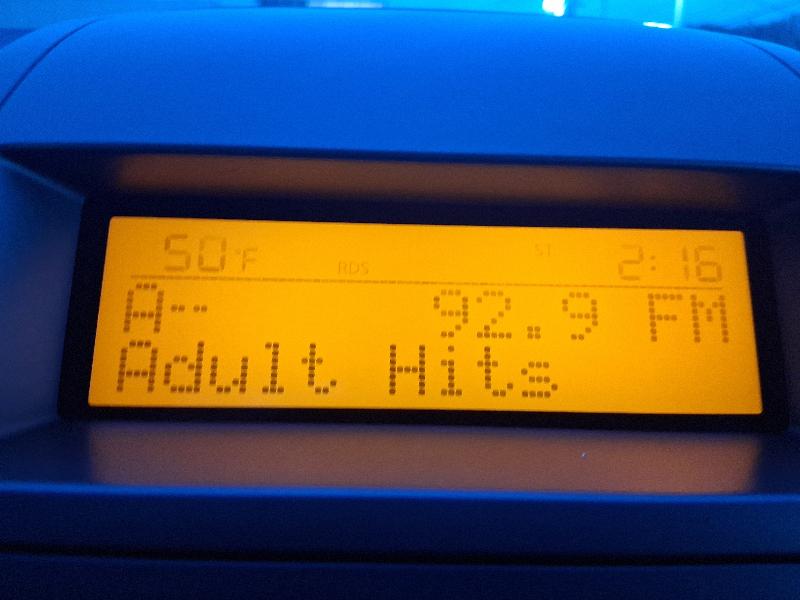 50°F RDS ST 2:16
A-- 92.9 FM
Adult Hits